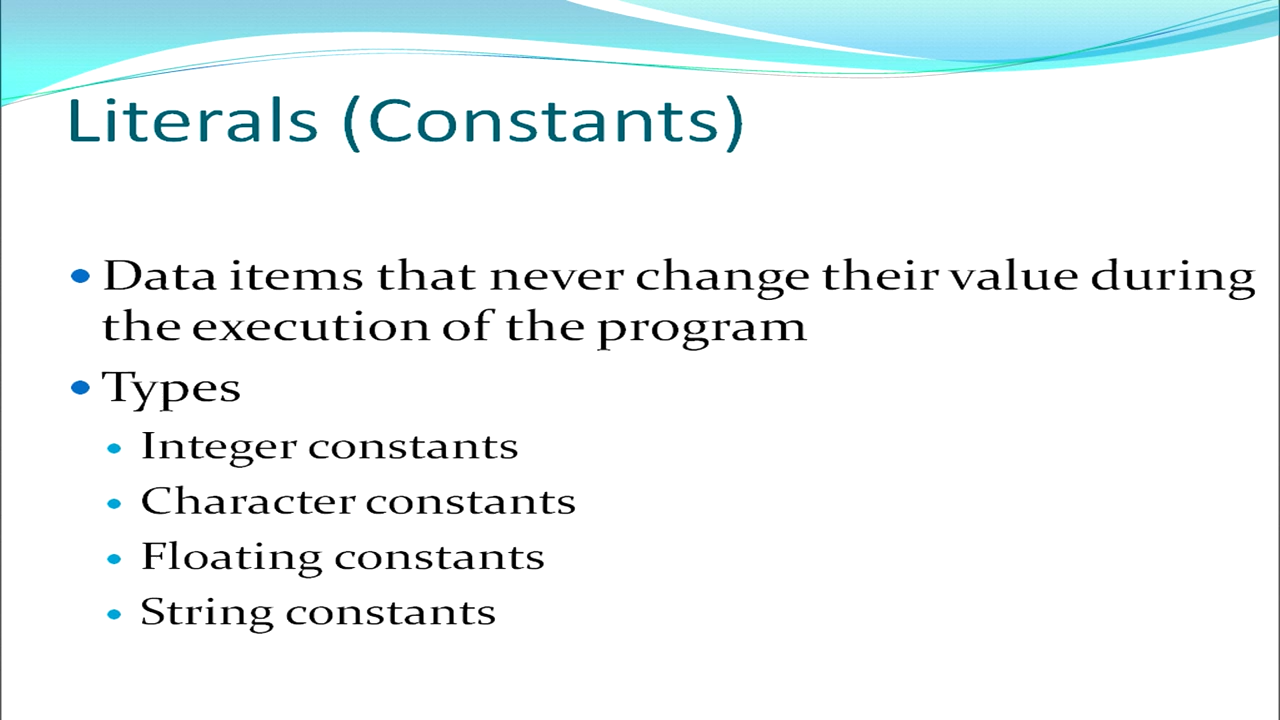 Literals (Constants)
• Data items that never change their value during
the execution of the program
• Types
• Integer constants
• Character constants
• Floating constants
• String constants